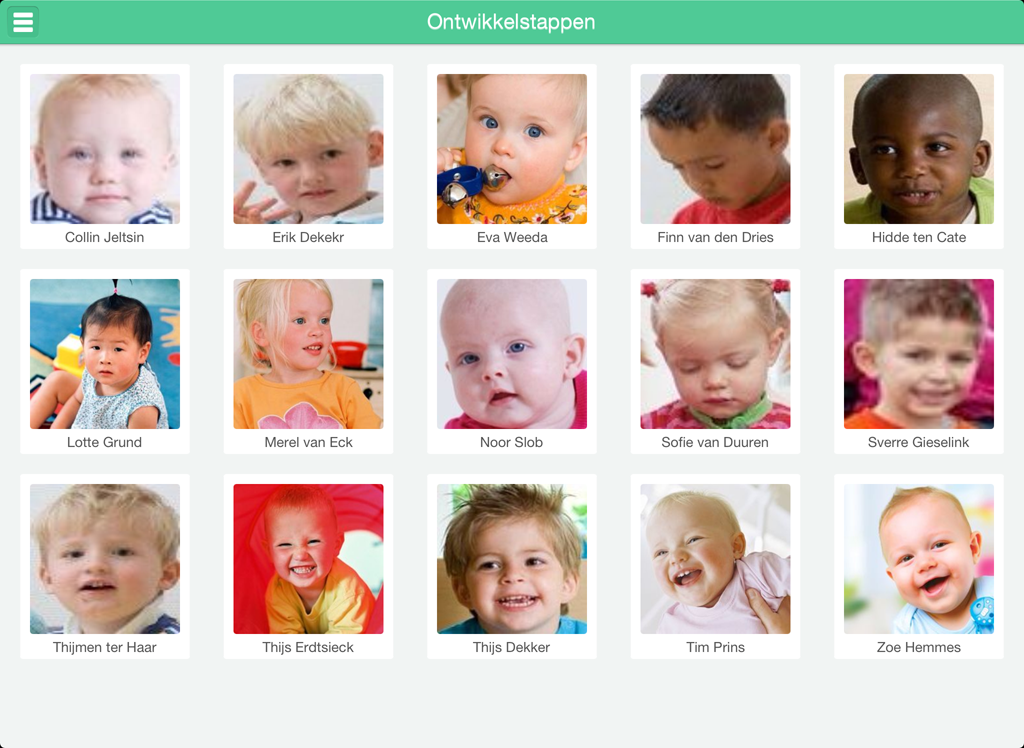 Ontwikkelstappen
Collin Jeltsin
Erik Dekekr
Eva Weeda
Finn van den Dries
Hidde ten Cate
Lotte Grund
Merel van Eck
Noor Slob
Sofie van Duuren
Sverre Gieselink
Thijmen ter Haar
Thijs Erdtsieck
Thijs Dekker
Tim Prins
Zoe Hemmes